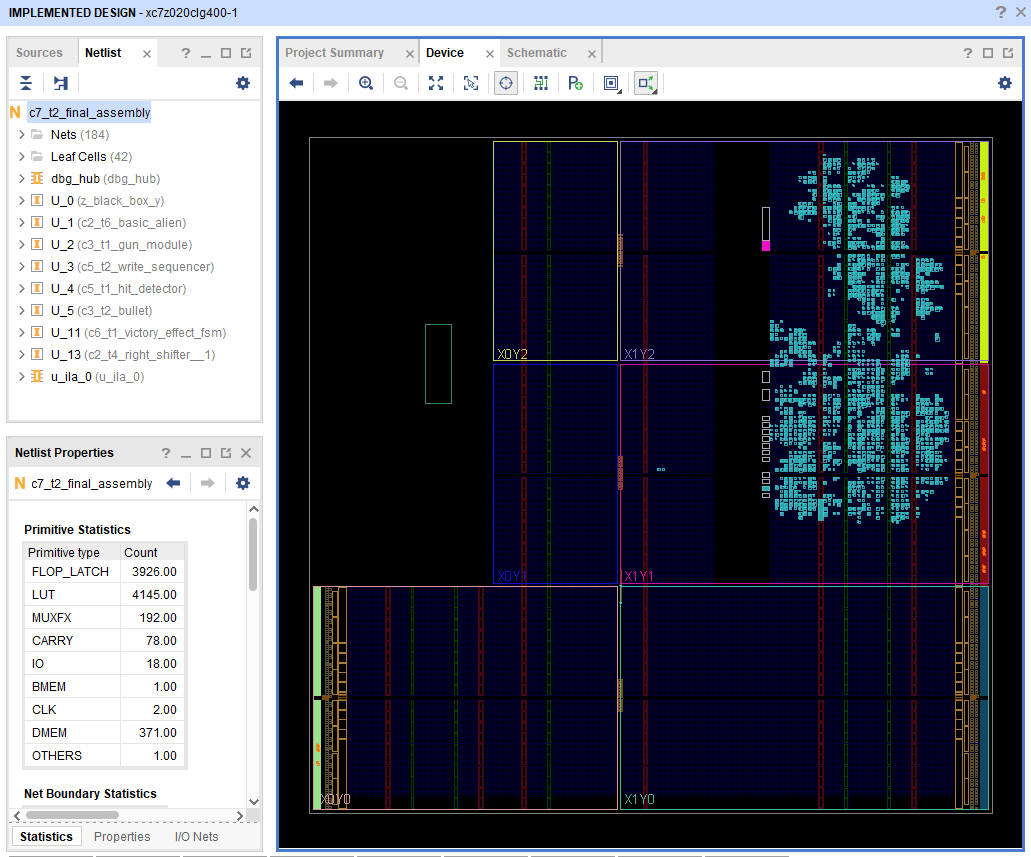 IMPLEMENTED DESIGN - xc7z020clg400-1
Sources
Netlist
Project Summary
Device
Schematic
N c7_t2_final_assembly
Nets (184)
Leaf Cells (42)
dbg_hub (dbg_hub)
U_0 (z_black_box_y)
U_1 (c2_t6_basic_alien)
U_2 (c3_t1_gun_module)
U_3 (c5_t2_write_sequencer)
U_4 (c5_t1_hit_detector)
U_5 (c3_t2_bullet)
U_11 (c6_t1_victory_effect_fsm)
U_13 (c2_t4_right_shifter__1)
u_ila_0 (u_ila_0)
Netlist Properties
N c7_t2_final_assembly
Primitive Statistics
Primitive type Count
FLOP_LATCH 3926.00
LUT 4145.00
MUXFX 192.00
CARRY 78.00
IO 18.00
BMEM 1.00
CLK 2.00
DMEM 371.00
OTHERS 1.00
Net Boundary Statistics
Statistics Properties I/O Nets
X0Y2 X1Y2
X0Y1 X1Y1
X0Y0 X1Y0